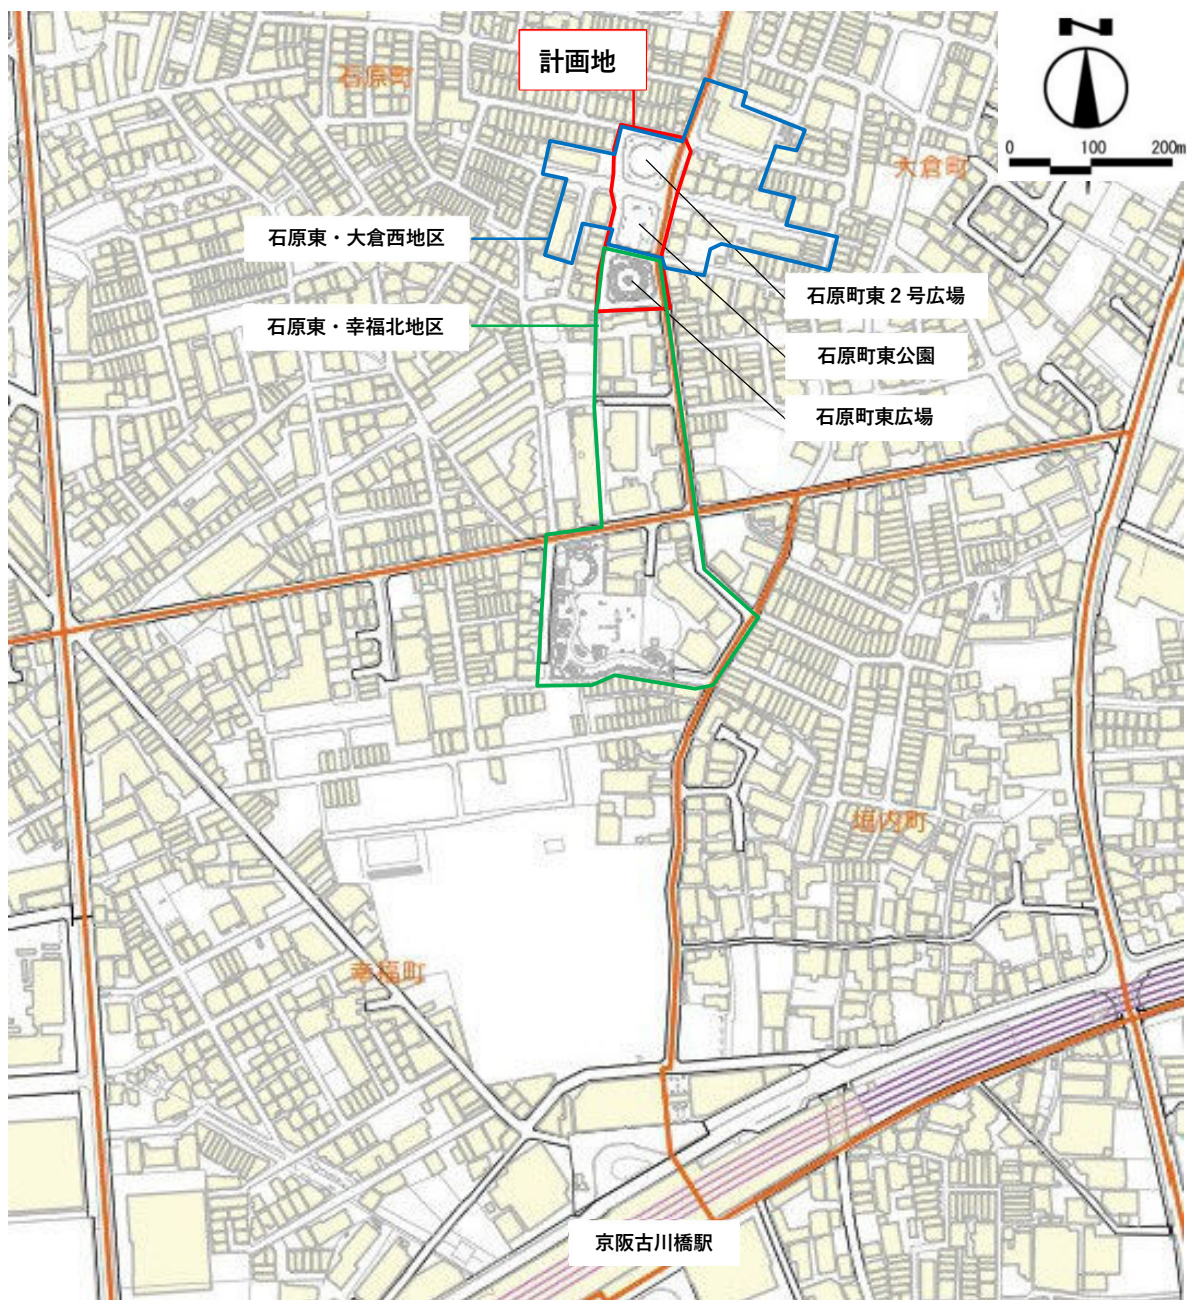 計画地
石原町
N
0 100 200m
大倉町
石原東・大倉西地区
石原町東２号広場
石原東・幸福北地区
石原町東公園
石原町東広場
垣内町
幸福町
京阪古川橋駅